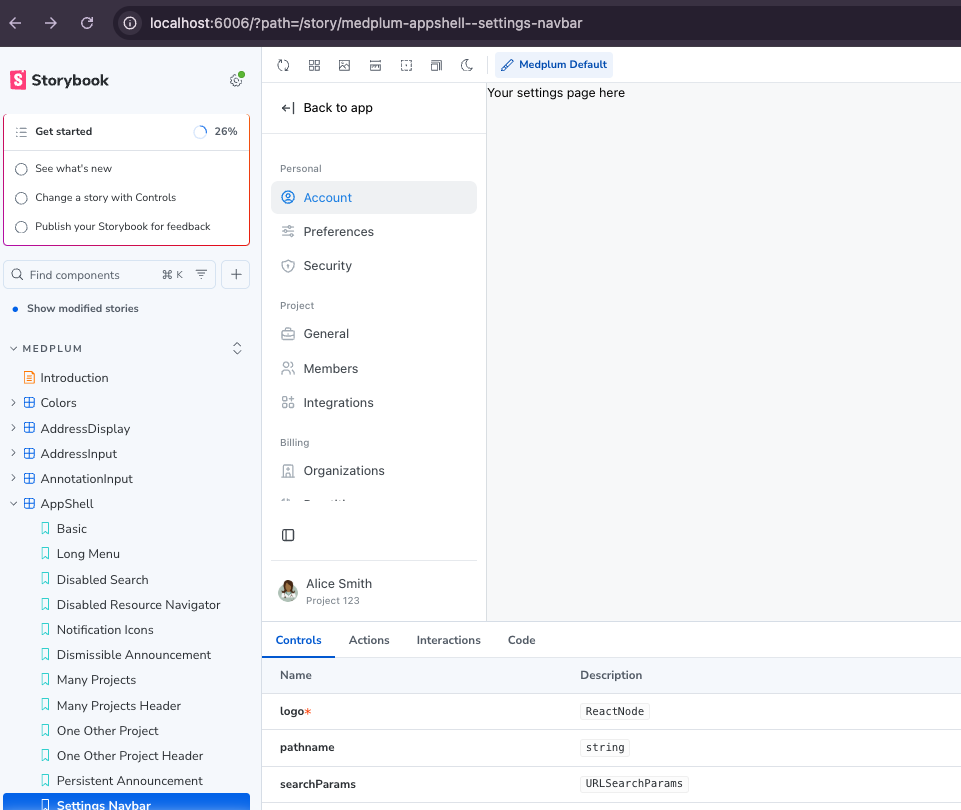 localhost:6006/?path=/story/medplum-appshell--settings-navbar
Storybook
Get started
26%
See what's new
Change a story with Controls
Publish your Storybook for feedback
Find components
⌘ K
Show modified stories
MEDPLUM
Introduction
Colors
AddressDisplay
AddressInput
AnnotationInput
AppShell
Basic
Long Menu
Disabled Search
Disabled Resource Navigator
Notification Icons
Dismissible Announcement
Many Projects
Many Projects Header
One Other Project
One Other Project Header
Persistent Announcement
Settings Navbar
Medplum Default
Back to app
Personal
Account
Preferences
Security
Project
General
Members
Integrations
Billing
Organizations
Alice Smith
Project 123
Your settings page here
Controls Actions Interactions Code
Name Description
logo* ReactNode
pathname string
searchParams URLSearchParams